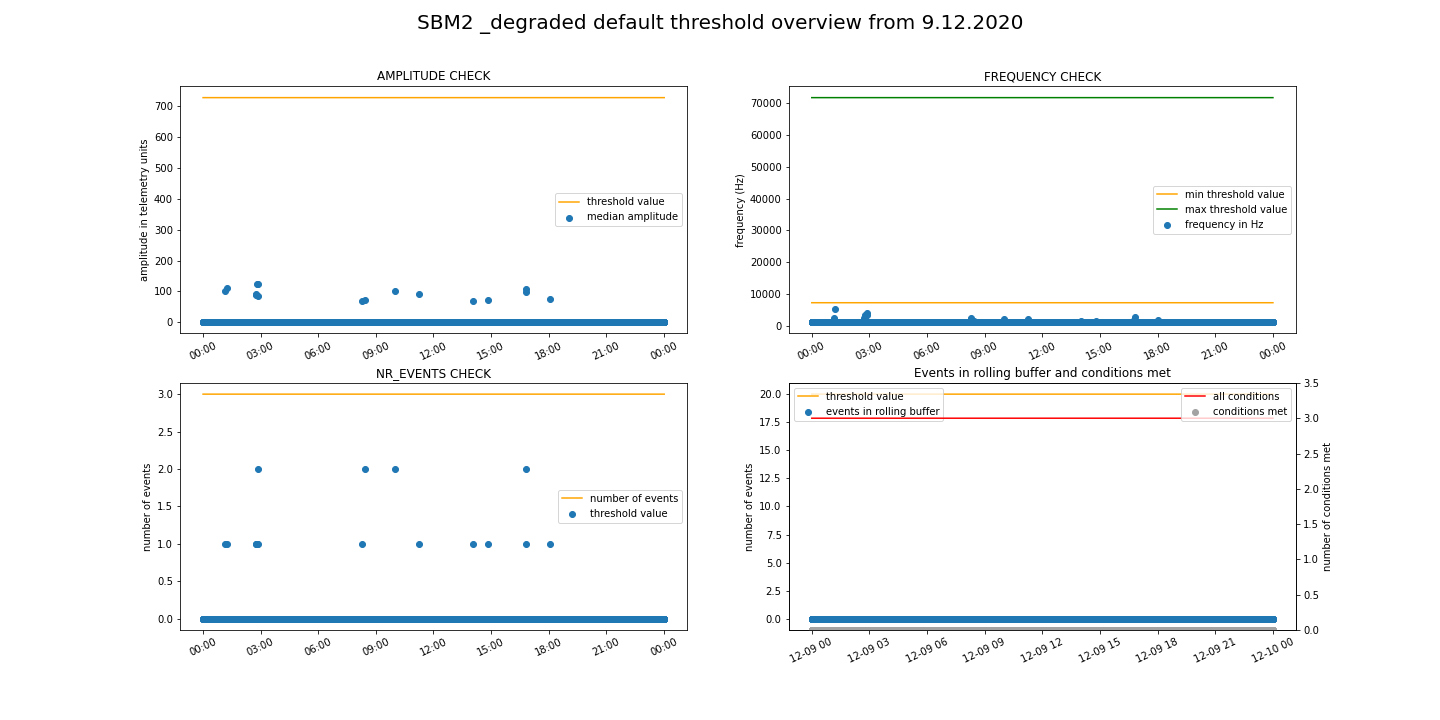 SBM2 _degraded default threshold overview from 9.12.2020
AMPLITUDE CHECK
amplitude in telemetry units
700
600
500
400
300
200
100
0
threshold value
median amplitude
00:00 03:00 06:00 09:00 12:00 15:00 18:00 21:00 00:00
FREQUENCY CHECK
frequency (Hz)
70000
60000
50000
40000
30000
20000
10000
0
min threshold value
max threshold value
frequency in Hz
00:00 03:00 06:00 09:00 12:00 15:00 18:00 21:00 00:00
NR_EVENTS CHECK
number of events
3.0
2.5
2.0
1.5
1.0
0.5
0.0
number of events
threshold value
00:00 03:00 06:00 09:00 12:00 15:00 18:00 21:00 00:00
Events in rolling buffer and conditions met
number of events
20.0
17.5
15.0
12.5
10.0
7.5
5.0
2.5
0.0
threshold value
events in rolling buffer
all conditions
conditions met
3.5
3.0
2.5
2.0
1.5
1.0
0.5
0.0
number of conditions met
12-09 00 12-09 03 12-09 06 12-09 09 12-09 12 12-09 15 12-09 18 12-09 21 12-10 00